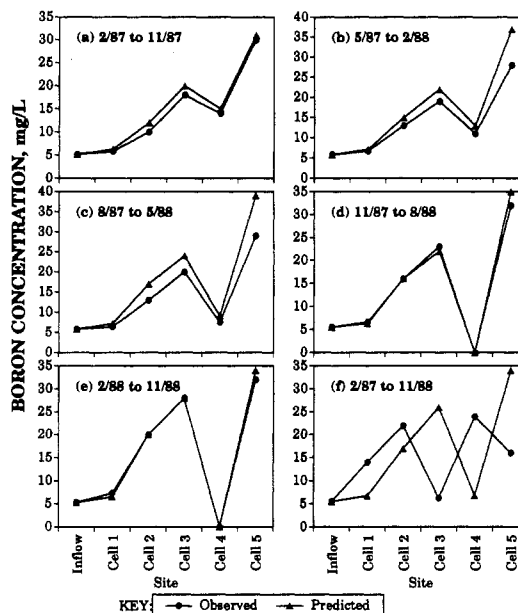 BORON CONCENTRATION, mg/L
(a) 2/87 to 11/87
35
30
25
20
15
10
5
0
(b) 5/87 to 2/88
40
35
30
25
20
15
10
5
0
(c) 8/87 to 5/88
40
35
30
25
20
15
10
5
0
(d) 11/87 to 8/88
35
30
25
20
15
10
5
0
(e) 2/88 to 11/88
35
30
25
20
15
10
5
0
(f) 2/87 to 11/88
35
30
25
20
15
10
5
0
Inflow
Cell 1
Cell 2
Cell 3
Cell 4
Cell 5
Inflow
Cell 1
Cell 2
Cell 3
Cell 4
Cell 5
Site
Site
KEY: Observed Predicted